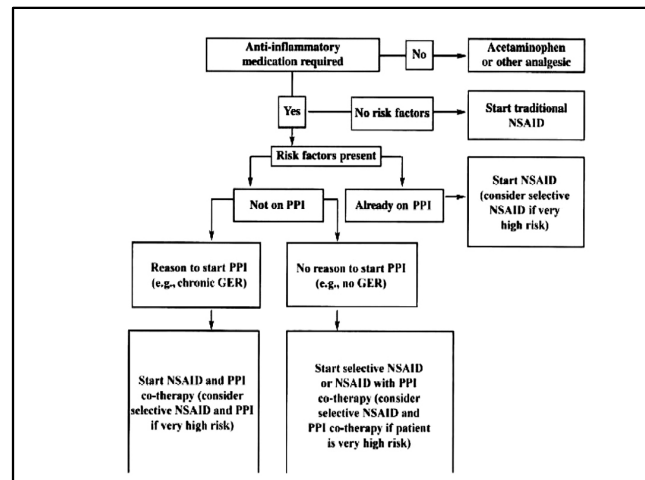 Anti-inflammatory
medication required
No
Acetaminophen
or other analgesic
Yes
No risk factors
Start traditional
NSAID
Risk factors present
Not on PPI
Already on PPI
Start NSAID
(consider selective
NSAID if very
high risk)
Reason to start PPI
(e.g., chronic GER)
No reason to start PPI
(e.g., no GER)
Start NSAID and PPI
co-therapy (consider
selective NSAID and PPI
if very high risk)
Start selective NSAID
or NSAID with PPI
co-therapy (consider
selective NSAID and
PPI co-therapy if patient
is very high risk)